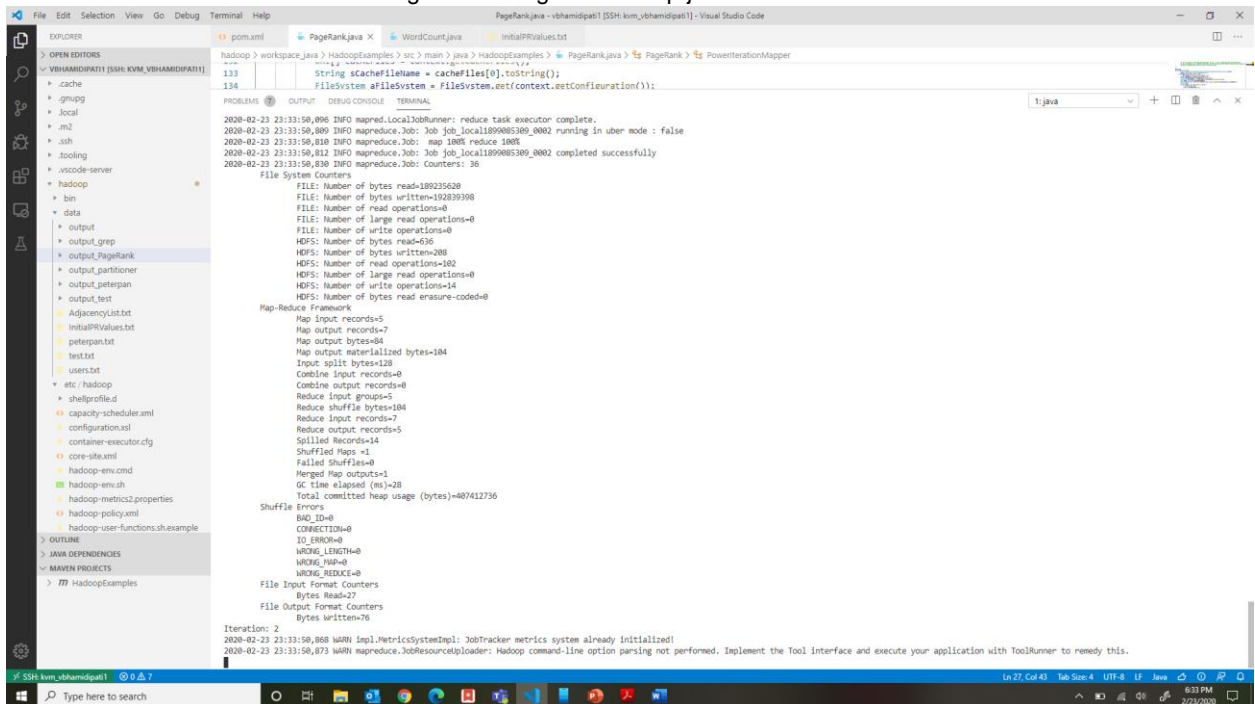 File Edit Selection View Go Debug Terminal Help
PageRank.java - vbhamidipati1 [SSH: kvm_vbhamidipati1] - Visual Studio Code
EXPLORER
OPEN EDITORS
VBHAMIDIPATI1 [SSH: KVM_VBHAMIDIPATI1]
.cache
.gnupg
.local
.m2
.ssh
.tooling
.vscode-server
hadoop
bin
data
output
output_grep
output_PageRank
output_partitioner
output_peterpan
output_test
AdjacencyList.txt
InitialPRValues.txt
peterpan.txt
test.txt
users.txt
etc / hadoop
shellprofile.d
capacity-scheduler.xml
configuration.xsl
container-executor.cfg
core-site.xml
hadoop-env.cmd
hadoop-env.sh
hadoop-metrics2.properties
hadoop-policy.xml
hadoop-user-functions.sh.example
OUTLINE
JAVA DEPENDENCIES
MAVEN PROJECTS
HadoopExamples
pom.xml PageRank.java WordCount.java InitialPRValues.txt
hadoop > workspace_java > HadoopExamples > src > main > java > HadoopExamples > PageRank.java > PageRank > PowerIterationMapper
133 String sCacheFileName = cacheFiles[0].toString();
134 FileSystem aFileSystem = FileSystem.get(context.getConfiguration());
PROBLEMS 7 OUTPUT DEBUG CONSOLE TERMINAL 1: java
2020-02-23 23:33:50,096 INFO mapred.LocalJobRunner: reduce task executor complete.
2020-02-23 23:33:50,809 INFO mapreduce.Job: Job job_local1899085309_0002 running in uber mode : false
2020-02-23 23:33:50,810 INFO mapreduce.Job: map 100% reduce 100%
2020-02-23 23:33:50,812 INFO mapreduce.Job: Job job_local1899085309_0002 completed successfully
2020-02-23 23:33:50,830 INFO mapreduce.Job: Counters: 36
File System Counters
FILE: Number of bytes read=189235620
FILE: Number of bytes written=192839398
FILE: Number of read operations=0
FILE: Number of large read operations=0
FILE: Number of write operations=0
HDFS: Number of bytes read=636
HDFS: Number of bytes written=208
HDFS: Number of read operations=102
HDFS: Number of large read operations=0
HDFS: Number of write operations=14
HDFS: Number of bytes read erasure-coded=0
Map-Reduce Framework
Map input records=5
Map output records=7
Map output bytes=84
Map output materialized bytes=104
Input split bytes=128
Combine input records=0
Combine output records=0
Reduce input groups=5
Reduce shuffle bytes=104
Reduce input records=7
Reduce output records=5
Spilled Records=14
Shuffled Maps =1
Failed Shuffles=0
Merged Map outputs=1
GC time elapsed (ms)=28
Total committed heap usage (bytes)=407412736
Shuffle Errors
BAD_ID=0
CONNECTION=0
IO_ERROR=0
WRONG_LENGTH=0
WRONG_MAP=0
WRONG_REDUCE=0
File Input Format Counters
Bytes Read=27
File Output Format Counters
Bytes Written=76
Iteration: 2
2020-02-23 23:33:50,868 WARN impl.MetricsSystemImpl: JobTracker metrics system already initialized!
2020-02-23 23:33:50,873 WARN mapreduce.JobResourceUploader: Hadoop command-line option parsing not performed. Implement the Tool interface and execute your application with ToolRunner to remedy this.
SSH: kvm_vbhamidipati1 0 7 Ln 27, Col 43 Tab Size: 4 UTF-8 LF Java
Type here to search
6:33 PM
2/23/2020